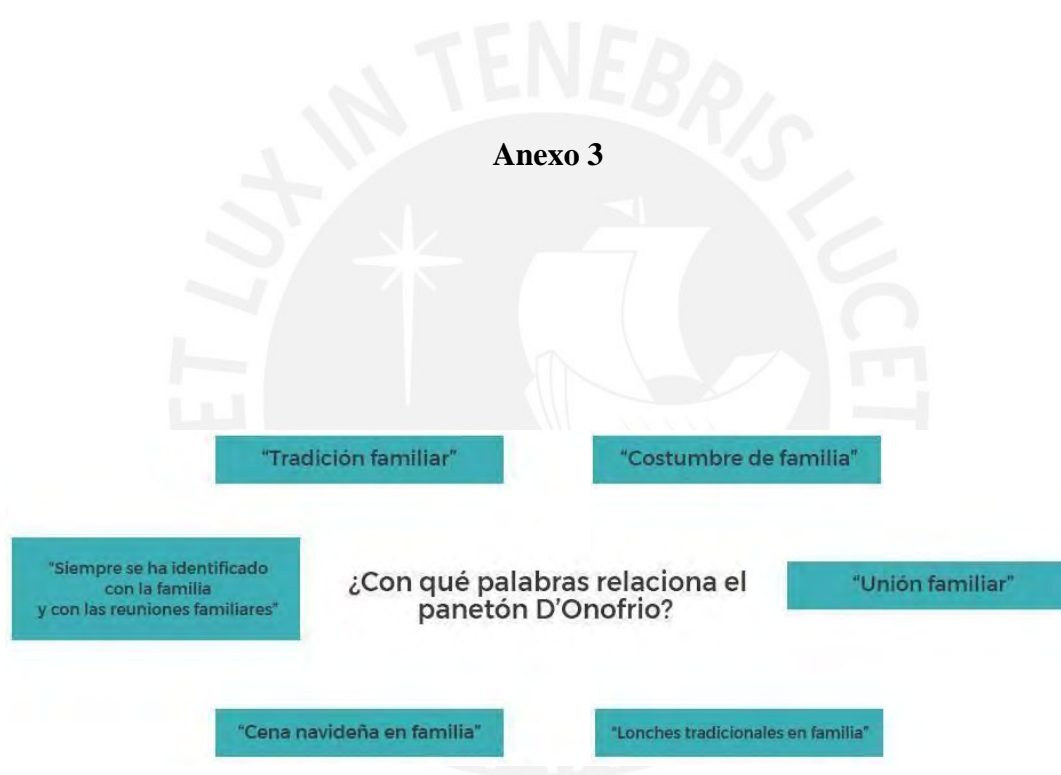 ET LUX IN TENEBRIS LUCET
Anexo 3
“Tradición familiar”
“Costumbre de familia”
“Siempre se ha identificado
con la familia
y con las reuniones familiares”
¿Con qué palabras relaciona el
panetón D’Onofrio?
“Unión familiar”
“Cena navideña en familia”
“Lonches tradicionales en familia”